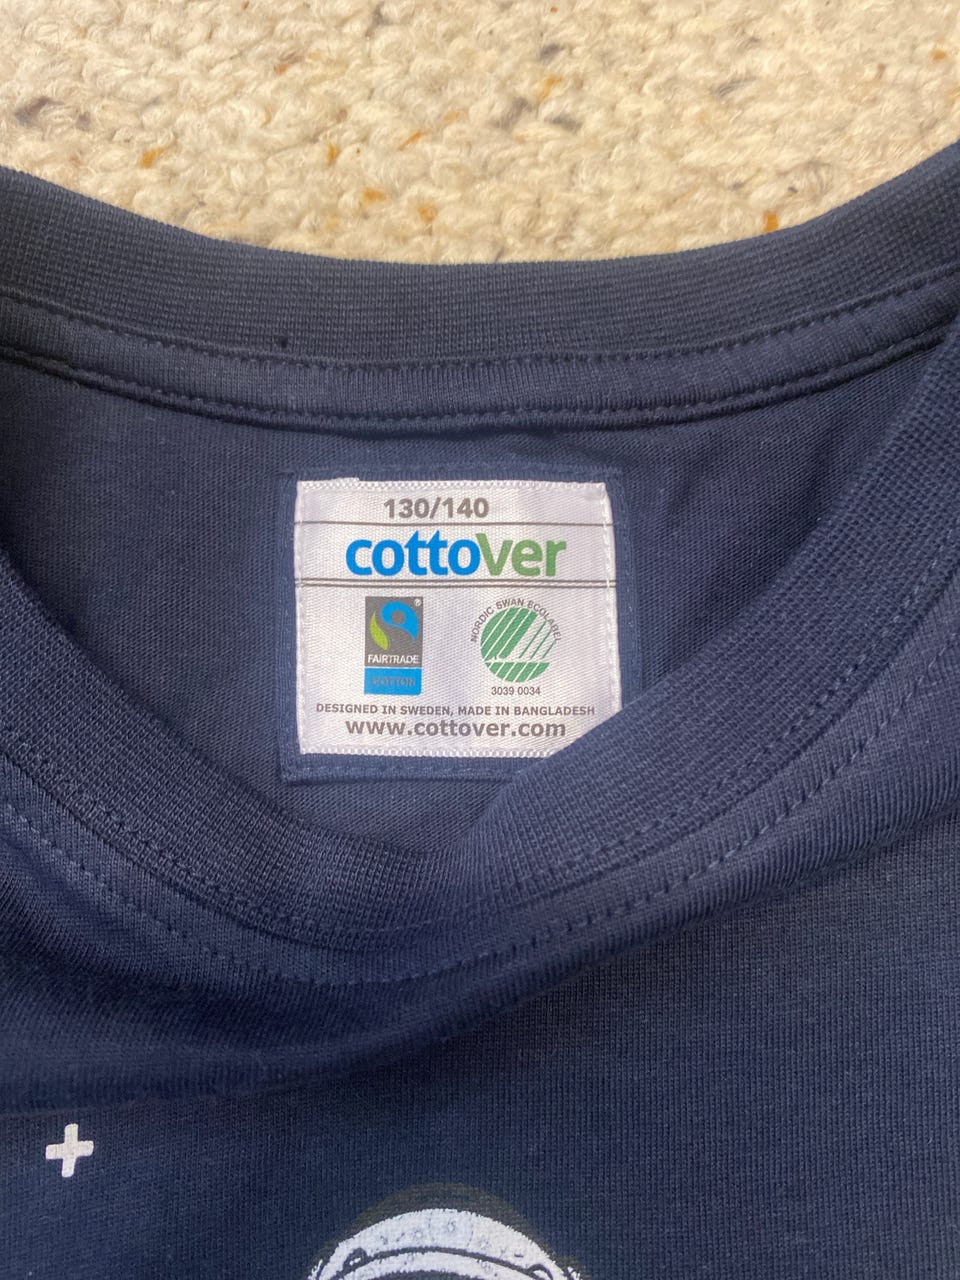 130/140
cottover
®
FAIRTRADE
COTTON
NORDIC SWAN ECOLABEL
3039 0034
DESIGNED IN SWEDEN, MADE IN BANGLADESH
www.cottover.com